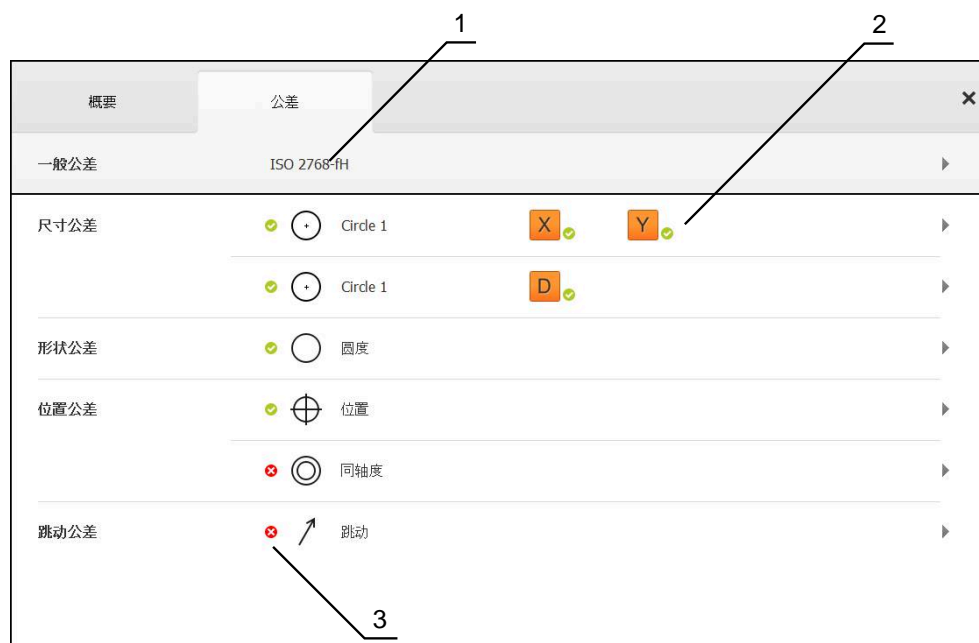 1
2
概要
公差
一般公差
ISO 2768-fH
尺寸公差
Circle 1
X
Y
Circle 1
D
形状公差
圆度
位置公差
位置
同轴度
跳动公差
跳动
3